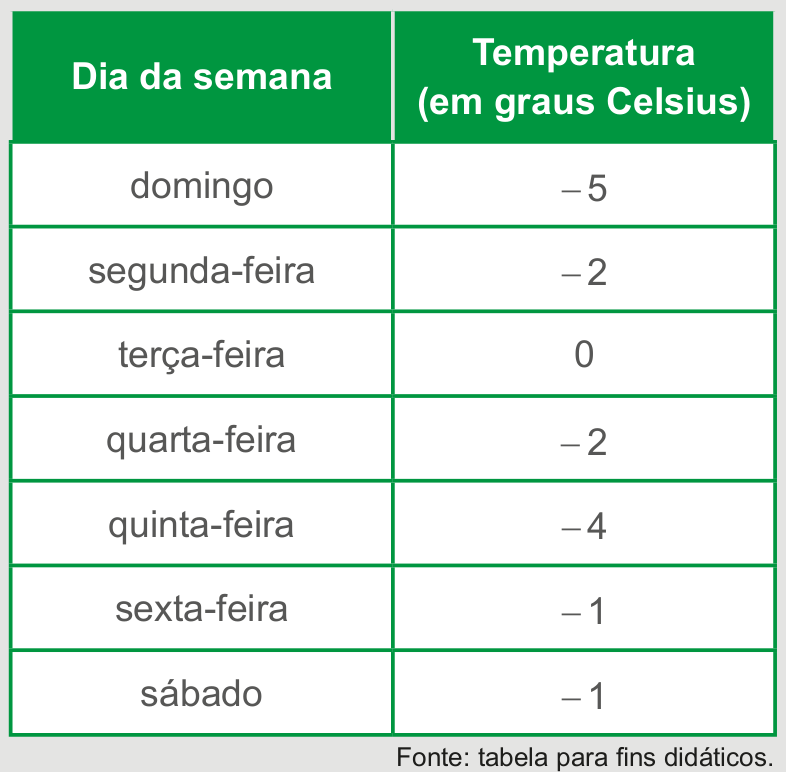 Dia da semana
Temperatura
(em graus Celsius)
domingo
– 5
segunda-feira
– 2
terça-feira
0
quarta-feira
– 2
quinta-feira
– 4
sexta-feira
– 1
sábado
– 1
Fonte: tabela para fins didáticos.